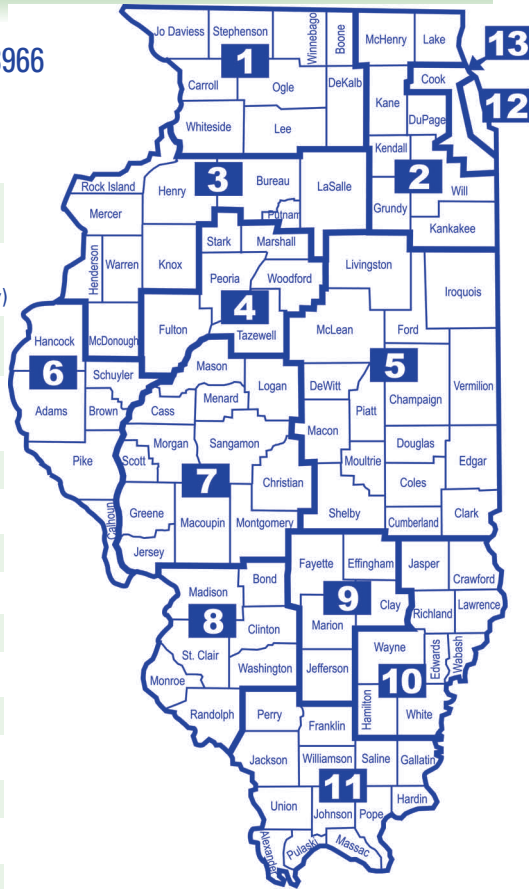 3966
)
Jo Daviess
Stephenson
Winnebago
Boone
McHenry
Lake
13
1
Carroll
Ogle
DeKalb
Cook
Kane
12
DuPage
Whiteside
Lee
Kendall
3
Bureau
LaSalle
2
Will
Rock Island
Henry
Putnam
Grundy
Mercer
Kankakee
Stark
Marshall
Henderson
Warren
Knox
Peoria
Woodford
Livingston
Iroquois
4
Fulton
Tazewell
McLean
Ford
Hancock
McDonough
5
6
Schuyler
Mason
Logan
DeWitt
Champaign
Vermilion
Adams
Brown
Cass
Menard
Piatt
Macon
Morgan
Sangamon
Douglas
Pike
Scott
Moultrie
Edgar
7
Christian
Coles
Calhoun
Greene
Macoupin
Montgomery
Shelby
Cumberland
Clark
Jersey
Fayette
Effingham
Jasper
Crawford
Madison
Bond
9
Clay
Richland
Lawrence
8
Clinton
Marion
Wayne
Edwards
Wabash
St. Clair
Washington
Jefferson
10
Monroe
Hamilton
White
Randolph
Perry
Franklin
Jackson
Williamson
Saline
Gallatin
11
Union
Johnson
Pope
Hardin
Alexander
Pulaski
Massac